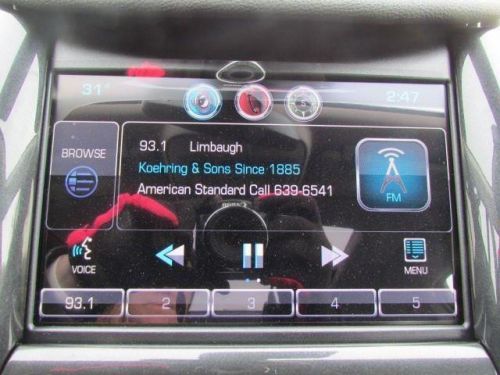 31°
2:47
BROWSE
93.1 Limbaugh
Koehring & Sons Since 1885
American Standard Call 639-6541
FM
VOICE
MENU
93.1 2 3 4 5